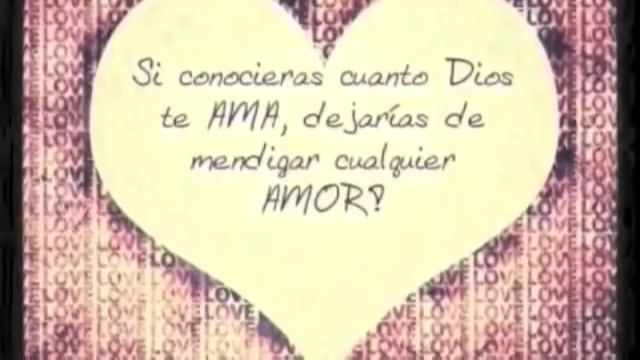 Si conocieras cuanto Dios
te AMA, dejarías de
mendigar cualquier
AMOR?